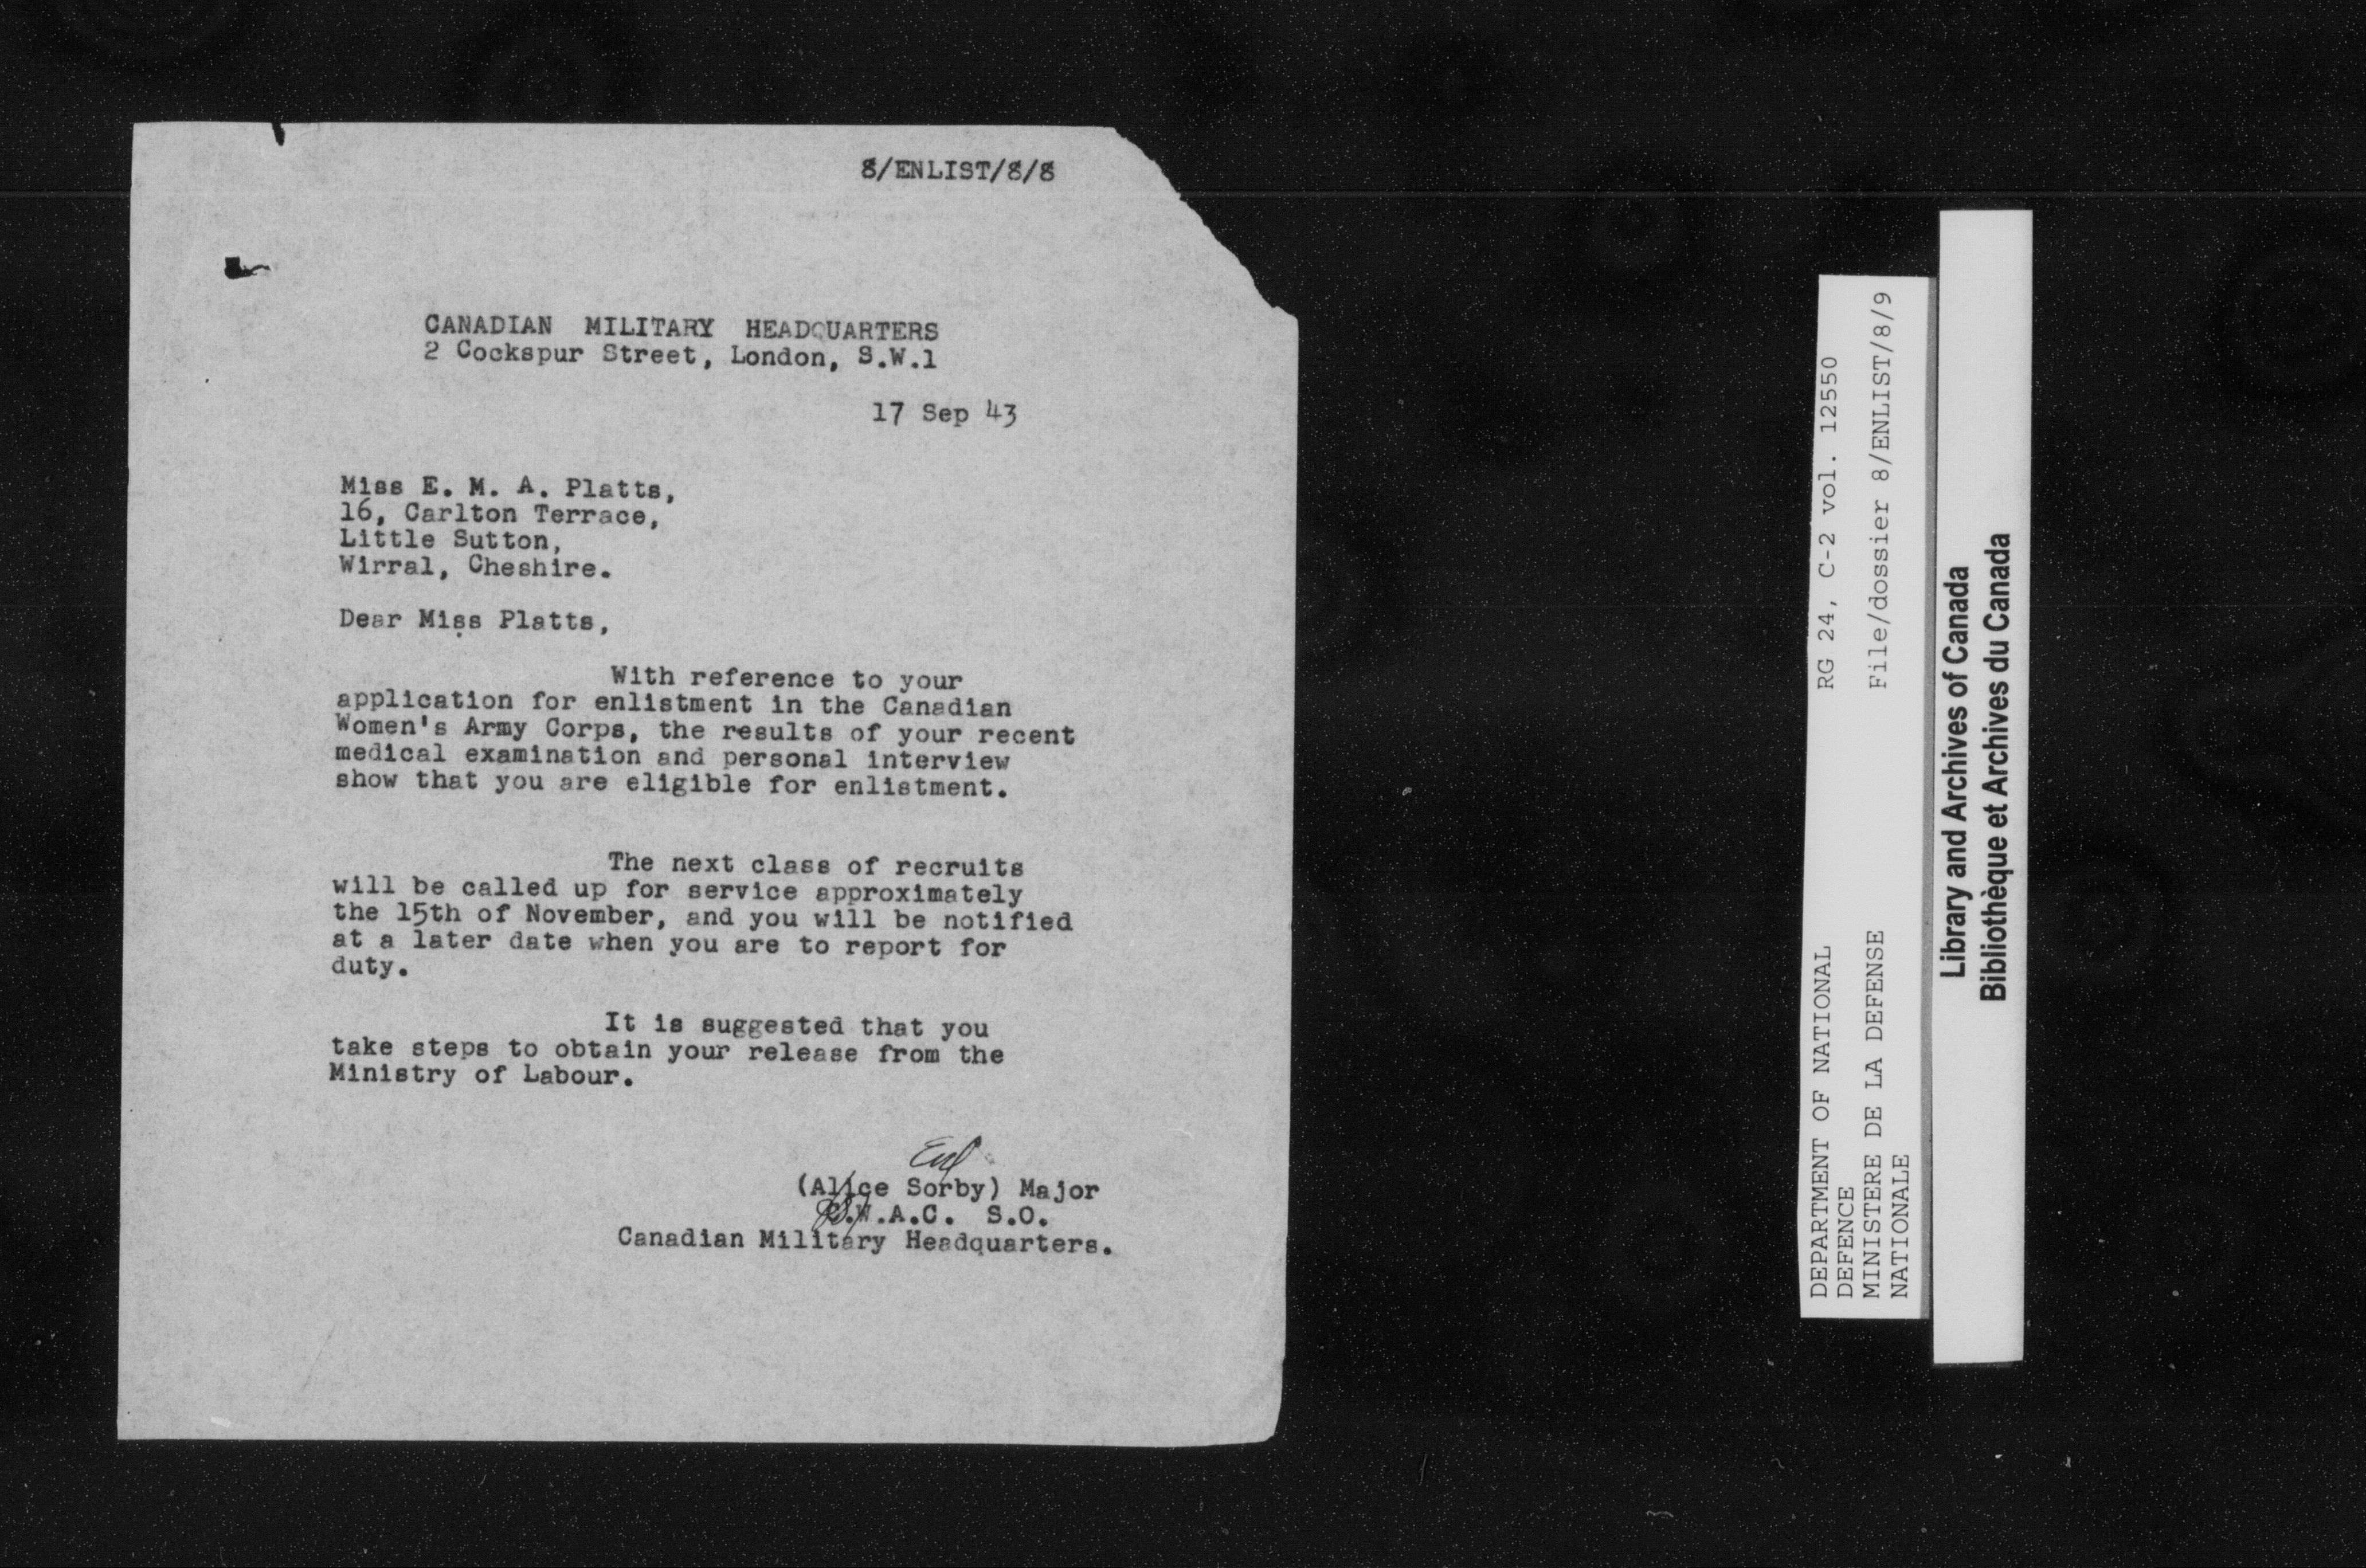 8/ENLIST/8/8
CANADIAN MILITARY HEADQUARTERS
2 Cockspur Street, London, S.W.1
17 Sep 43
Miss E. M. A. Platts,
16, Carlton Terrace,
Little Sutton,
Wirral, Cheshire.
Dear Miss Platts,
With reference to your
application for enlistment in the Canadian
Women's Army Corps, the results of your recent
medical examination and personal interview
show that you are eligible for enlistment.
The next class of recruits
will be called up for service approximately
the 15th of November, and you will be notified
at a later date when you are to report for
duty.
It is suggested that you
take steps to obtain your release from the
Ministry of Labour.
(Alice Sorby) Major
C.W.A.C. S.O.
Canadian Military Headquarters.
DEPARTMENT OF NATIONAL
DEFENCE
MINISTERE DE LA DEFENSE
NATIONALE
RG 24, C-2 vol. 12550
File/dossier 8/ENLIST/8/9
Library and Archives of Canada
Bibliothèque et Archives du Canada